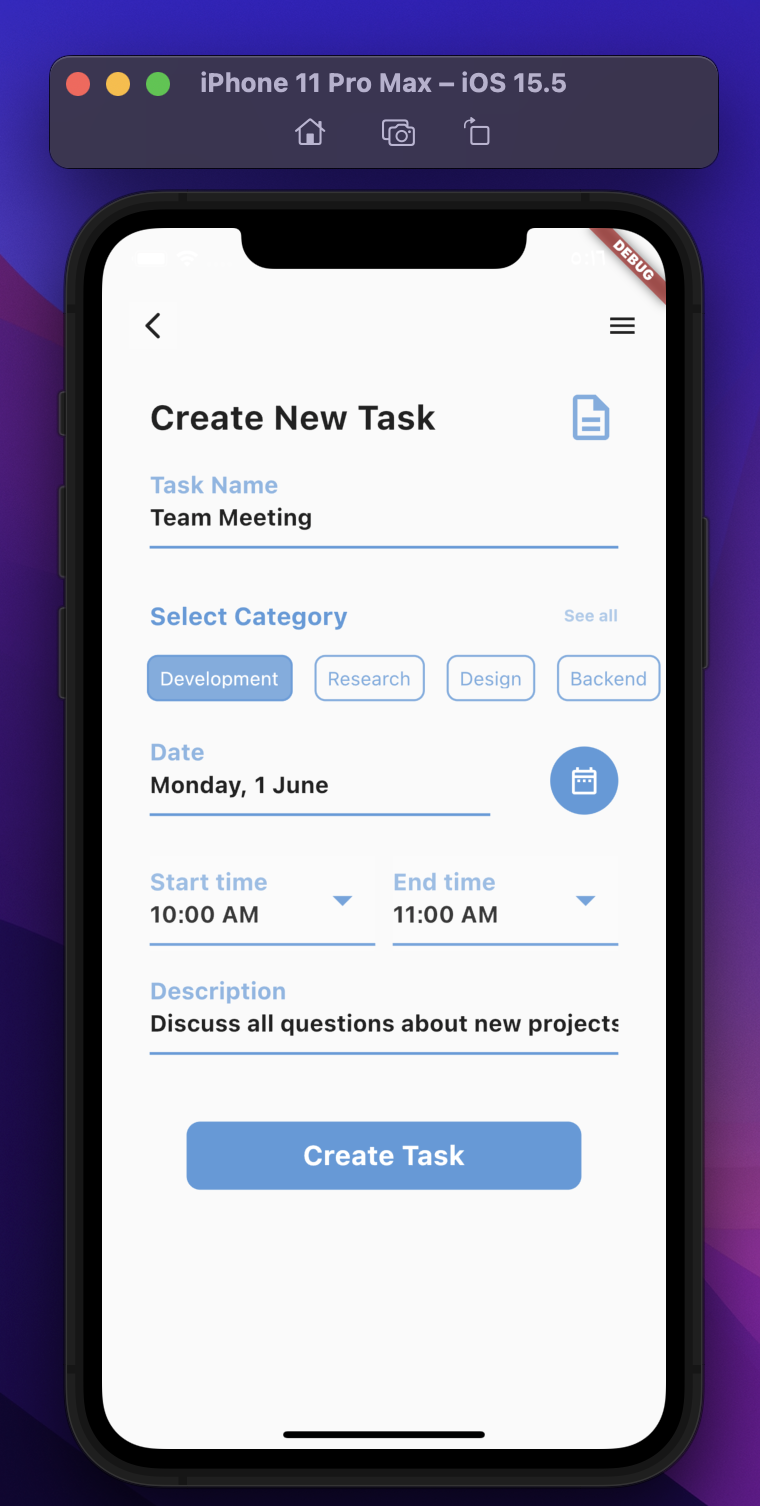 iPhone 11 Pro Max – iOS 15.5
DEBUG
Create New Task
Task Name
Team Meeting
Select Category
See all
Development
Research
Design
Backend
Date
Monday, 1 June
Start time
End time
10:00 AM
11:00 AM
Description
Discuss all questions about new projects
Create Task